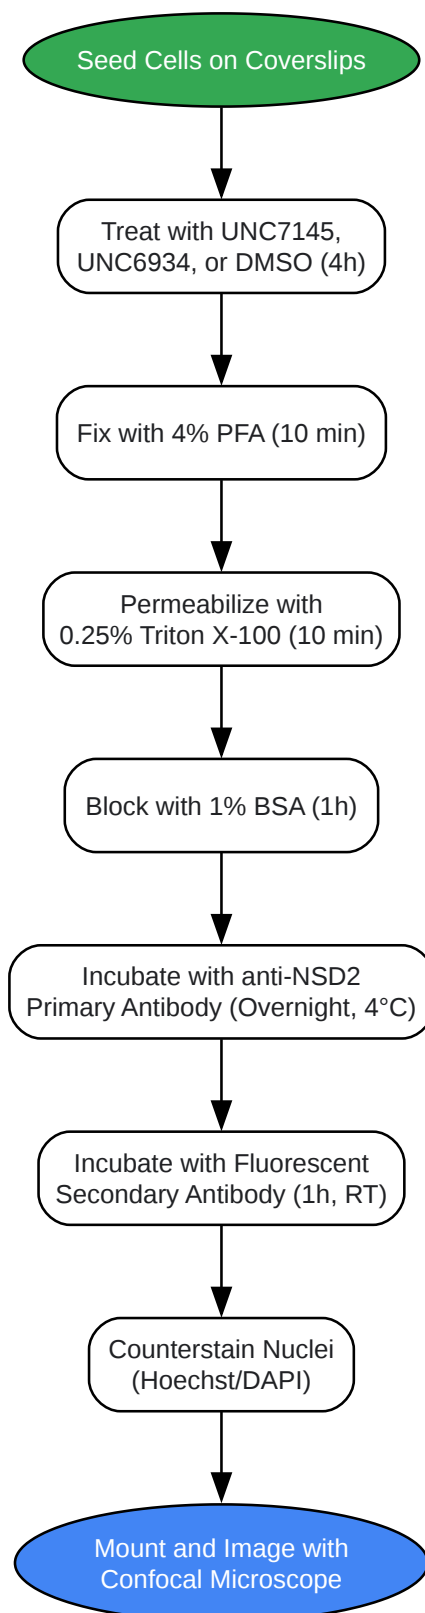 Seed Cells on Coverslips
Treat with UNC7145,
UNC6934, or DMSO (4h)
Fix with 4% PFA (10 min)
Permeabilize with
0.25% Triton X-100 (10 min)
Block with 1% BSA (1h)
Incubate with anti-NSD2
Primary Antibody (Overnight, 4°C)
Incubate with Fluorescent
Secondary Antibody (1h, RT)
Counterstain Nuclei
(Hoechst/DAPI)
Mount and Image with
Confocal Microscope